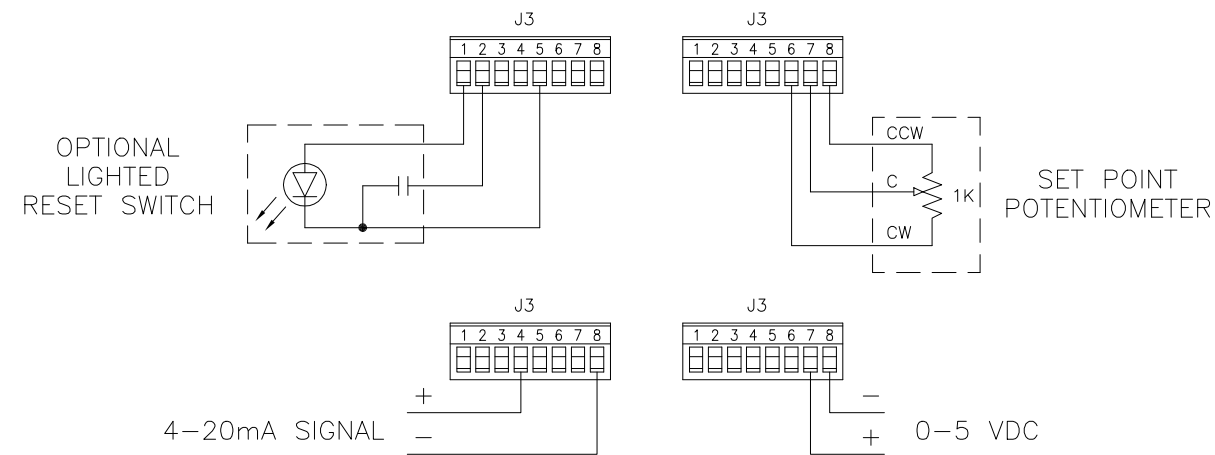 J3
1 2 3 4 5 6 7 8
OPTIONAL
LIGHTED
RESET SWITCH
J3
1 2 3 4 5 6 7 8
CCW
C
1K
CW
SET POINT
POTENTIOMETER
J3
1 2 3 4 5 6 7 8
+
4-20mA SIGNAL
-
J3
1 2 3 4 5 6 7 8
-
+
0-5 VDC